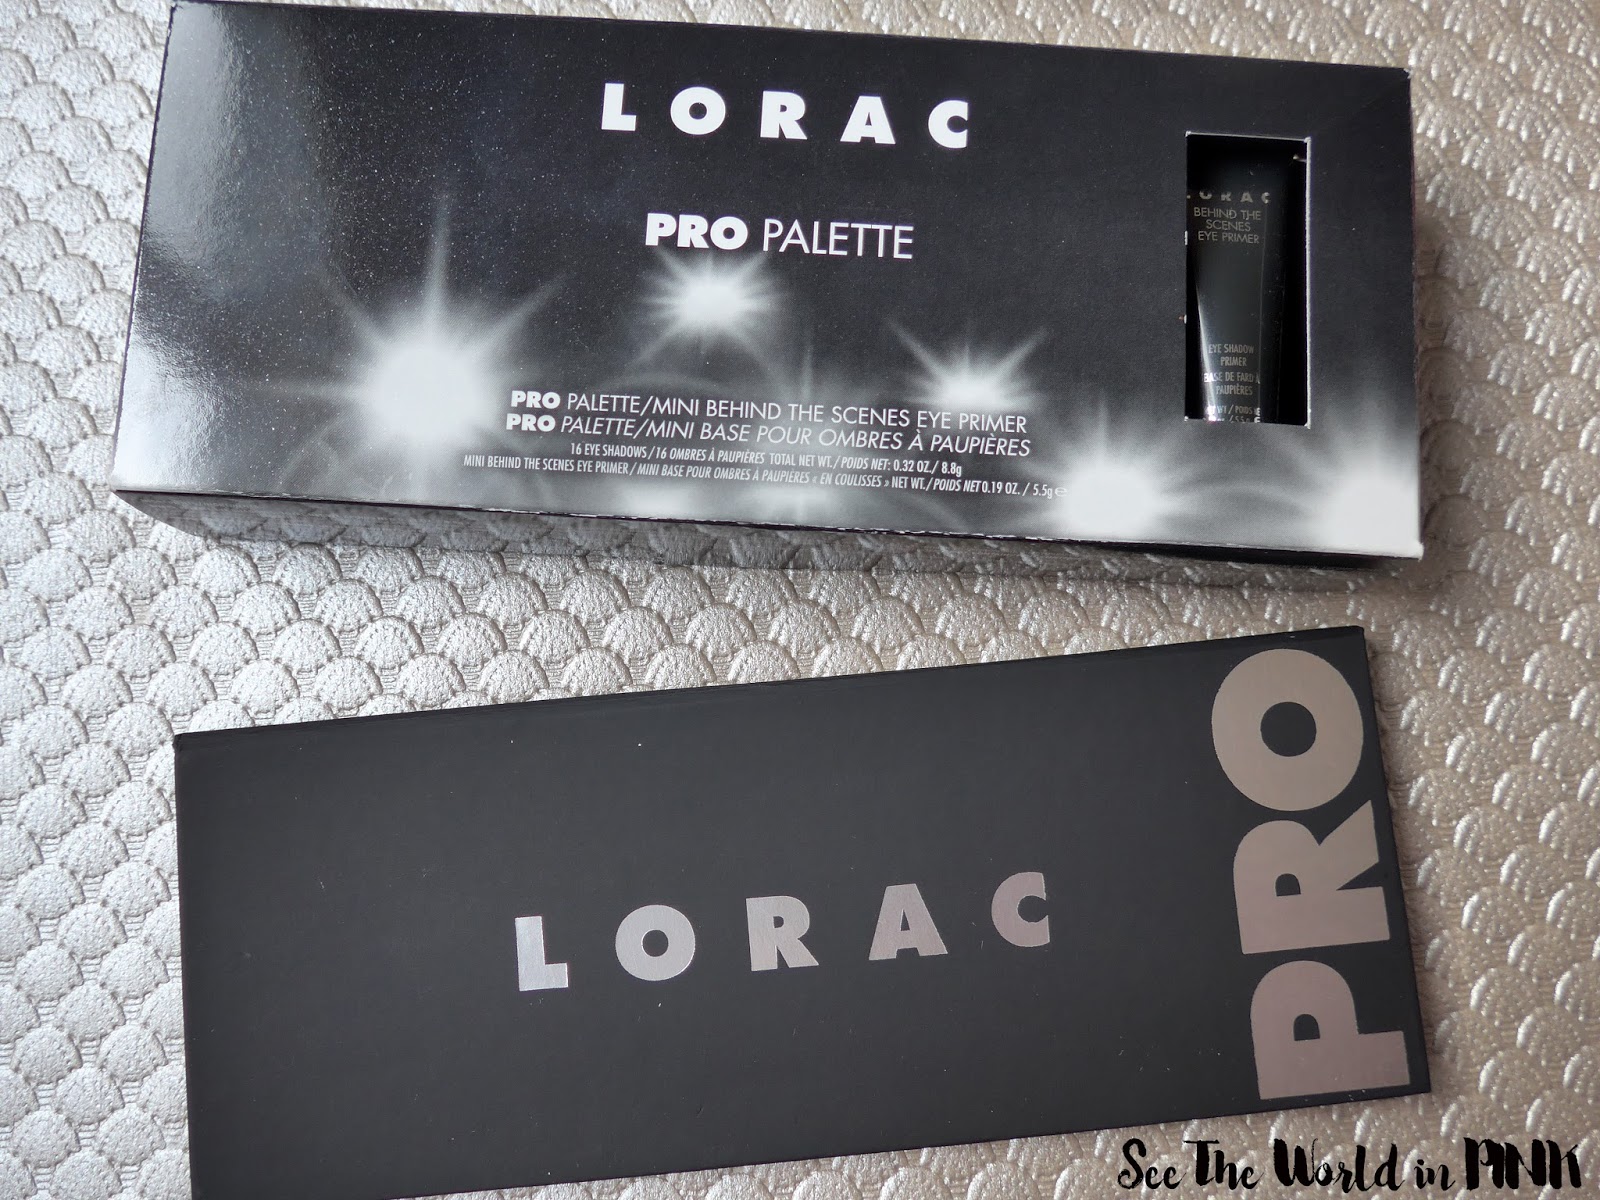 LORAC
PRO PALETTE
LORAC
BEHIND THE
SCENES
EYE PRIMER
EYE SHADOW
PRIMER
BASE DE FARD À
PAUPIÈRES
PRO PALETTE/MINI BEHIND THE SCENES EYE PRIMER
PRO PALETTE/MINI BASE POUR OMBRES À PAUPIÈRES
16 EYE SHADOWS/16 OMBRES À PAUPIÈRES TOTAL NET WT./POIDS NET: 0.32 OZ./8.8g
MINI BEHIND THE SCENES EYE PRIMER/MINI BASE POUR OMBRES À PAUPIÈRES « EN COULISSES » NET WT./POIDS NET 0.19 OZ. / 5.5g ℮
LORAC
PRO
See The World in PINK